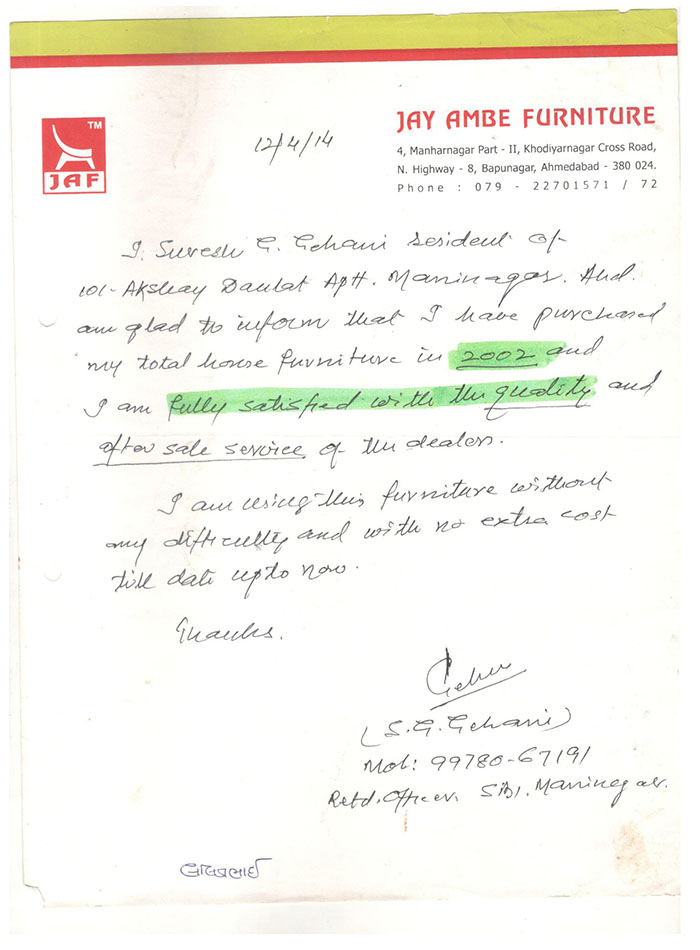 TM
JAF
JAY AMBE FURNITURE
4, Manharnagar Part - II, Khodiyarnagar Cross Road,
N. Highway - 8, Bapunagar, Ahmedabad - 380 024.
Phone : 079 - 22701571 / 72
12/4/14
I. Suresh G. Gehani resident of
101- Akshay Daulat Aptt. Maninagar. And.
am glad to inform that I have purchased
my total house furniture in 2002 and
I am fully satisfied with the quality and
after sale service of the dealers.
I am using this furniture without
any difficulty and with no extra cost
till date upto now.
Thanks.
(S. G. Gehani)
Mob: 99780-67191
Retd. Officer. SBI. Maninagar.